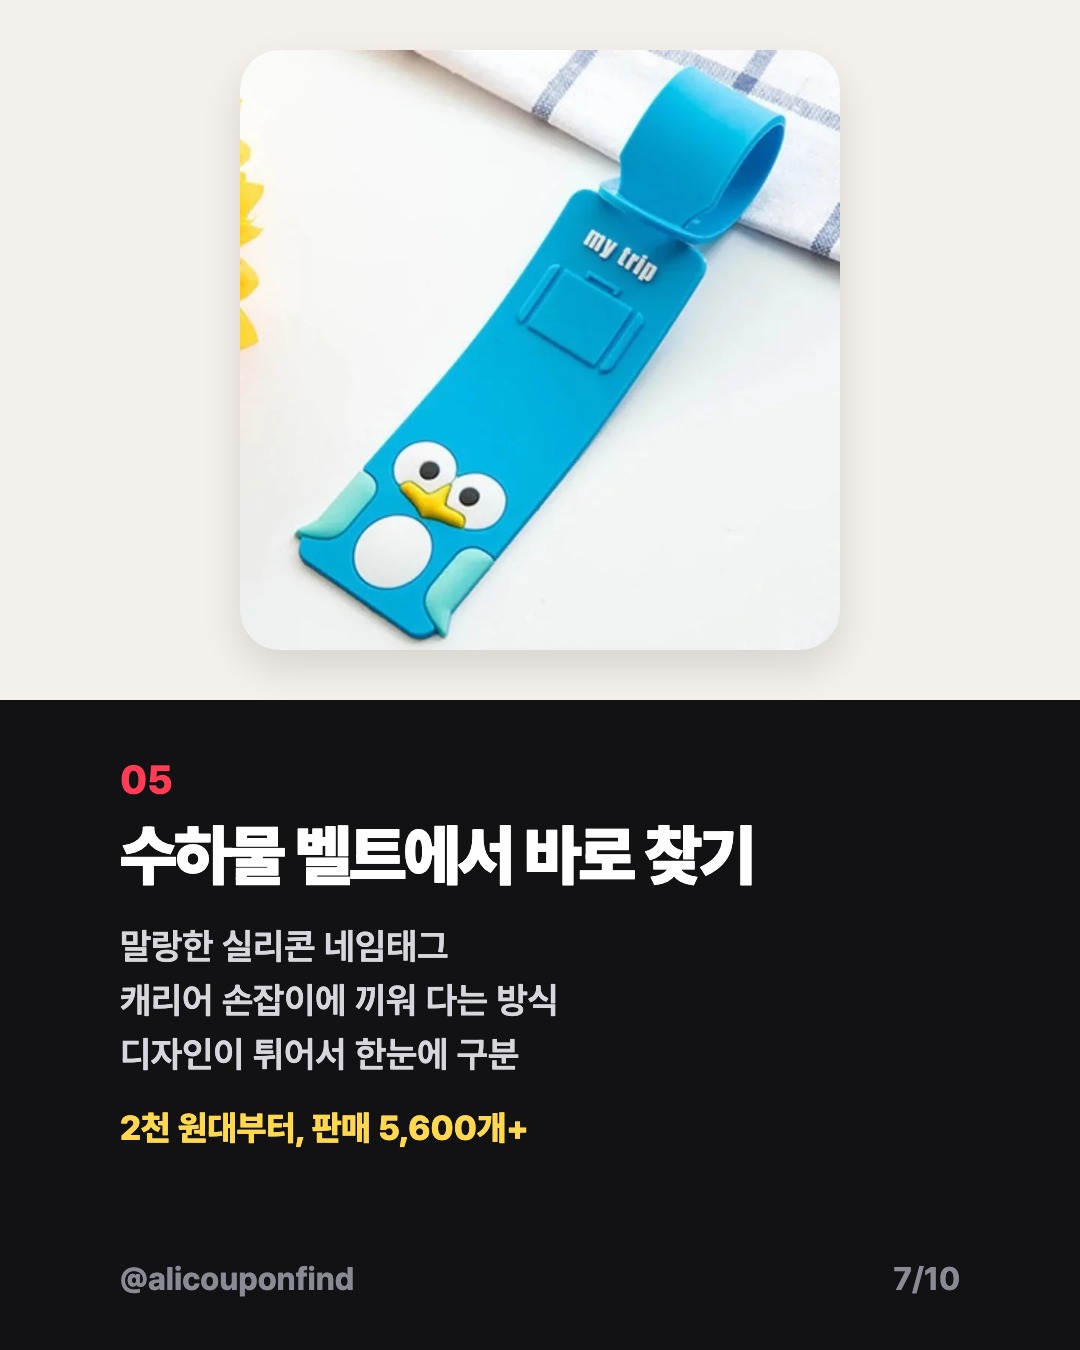 my trip
05
수하물 벨트에서 바로 찾기
말랑한 실리콘 네임태그
캐리어 손잡이에 끼워 다는 방식
디자인이 튀어서 한눈에 구분
2천 원대부터, 판매 5,600개+
@alicouponfind
7/10